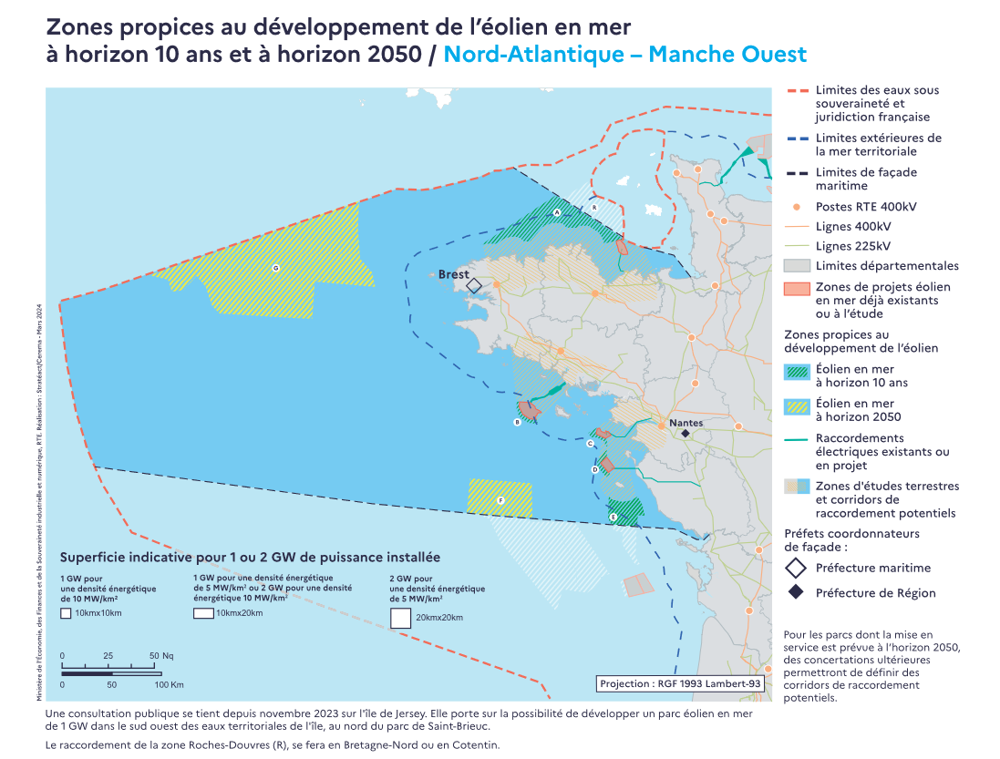 Zones propices au développement de l’éolien en mer
à horizon 10 ans et à horizon 2050 / Nord-Atlantique – Manche Ouest
A
R
G
Brest
B
C
D
E
F
Nantes
Ministère de l'Économie, des Finances et de la Souveraineté industrielle et numérique, RTE. Réalisation : Stratéact/Cerema - Mars 2024
Superficie indicative pour 1 ou 2 GW de puissance installée
1 GW pour
une densité énergétique
de 10 MW/km²
10kmx10km
1 GW pour une densité énergétique
de 5 MW/km² ou 2 GW pour une densité
énergétique 10 MW/km²
10kmx20km
2 GW pour
une densité énergétique
de 5 MW/km²
20kmx20km
0 25 50 Nq
0 50 100 Km
Projection : RGF 1993 Lambert-93
Limites des eaux sous
souveraineté et
juridiction française
Limites extérieures de
la mer territoriale
Limites de façade
maritime
Postes RTE 400kV
Lignes 400kV
Lignes 225kV
Limites départementales
Zones de projets éolien
en mer déjà existants
ou à l’étude
Zones propices au
développement de l’éolien
Éolien en mer
à horizon 10 ans
Éolien en mer
à horizon 2050
Raccordements
électriques existants ou
en projet
Zones d'études terrestres
et corridors de
raccordement potentiels
Préfets coordonnateurs
de façade :
Préfecture maritime
Préfecture de Région
Pour les parcs dont la mise en
service est prévue à l’horizon 2050,
des concertations ultérieures
permettront de définir des
corridors de raccordement
potentiels.
Une consultation publique se tient depuis novembre 2023 sur l’île de Jersey. Elle porte sur la possibilité de développer un parc éolien en mer
de 1 GW dans le sud ouest des eaux territoriales de l’île, au nord du parc de Saint-Brieuc.
Le raccordement de la zone Roches-Douvres (R), se fera en Bretagne-Nord ou en Cotentin.